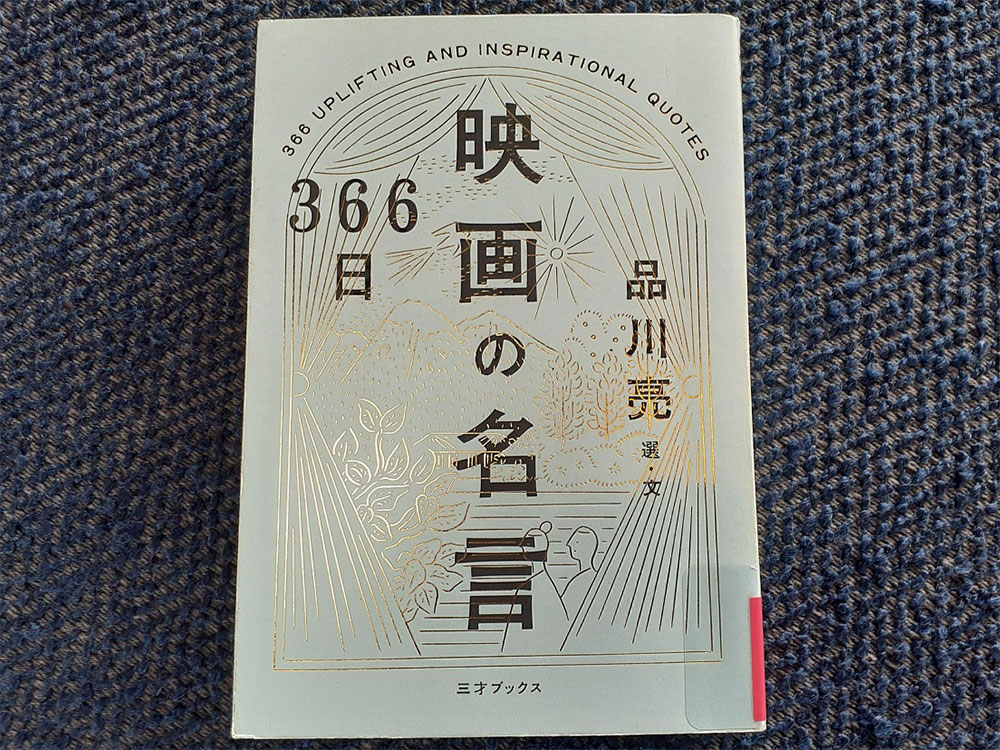 366 UPLIFTING AND INSPIRATIONAL QUOTES
映画の名言
366日
品川亮 選・文
三才ブックス